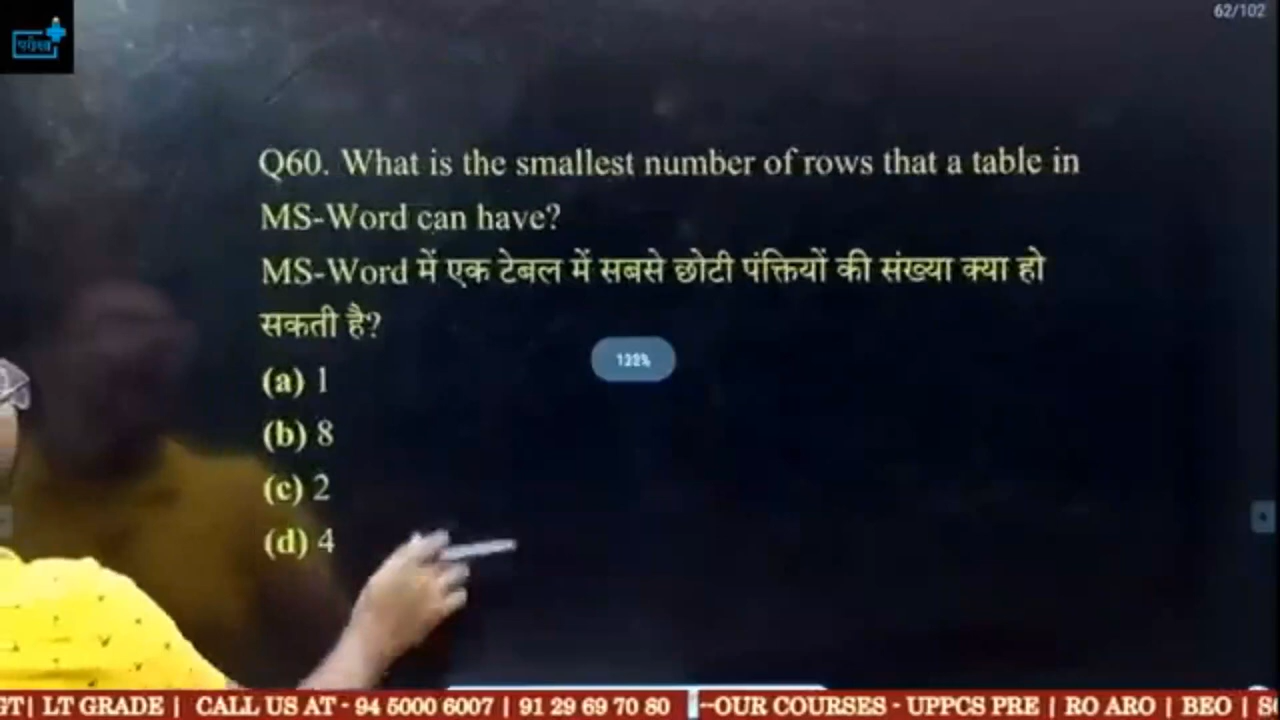 62/102
Q60. What is the smallest number of rows that a table in
MS-Word can have?
MS-Word में एक टेबल में सबसे छोटी पंक्तियों की संख्या क्या हो
सकती है?
132%
(a) 1
(b) 8
(c) 2
(d) 4
GT| LT GRADE | CALL US AT - 94 5000 6007 | 91 29 69 70 80 --OUR COURSES - UPPCS PRE | RO ARO | BEO |